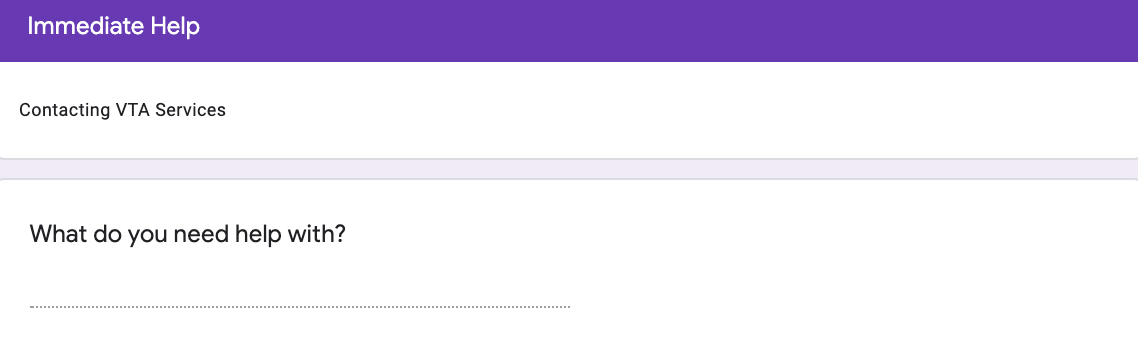 Immediate Help
Contacting VTA Services
What do you need help with?